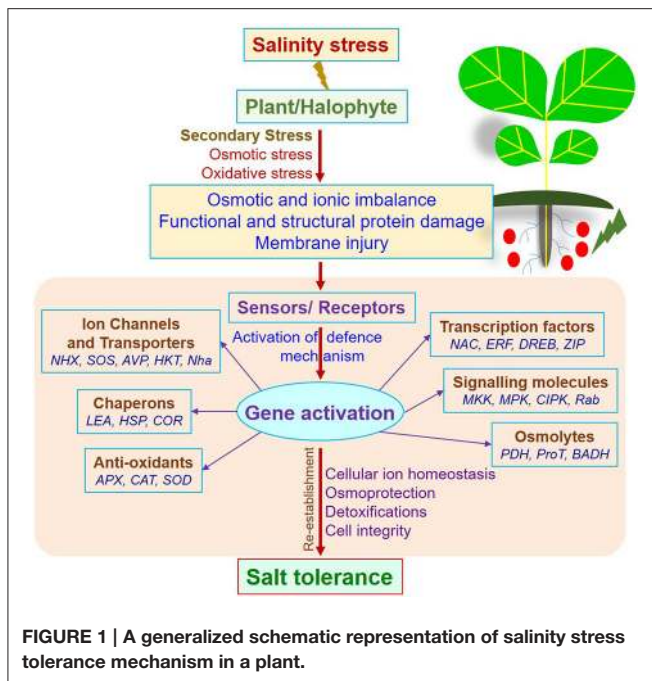 Salinity stress
Plant/Halophyte
Secondary Stress
Osmotic stress
Oxidative stress
Osmotic and ionic imbalance
Functional and structural protein damage
Membrane injury
Sensors/ Receptors
Activation of defence
mechanism
Ion Channels
and Transporters
NHX, SOS, AVP, HKT, Nha
Chaperons
LEA, HSP, COR
Anti-oxidants
APX, CAT, SOD
Gene activation
Transcription factors
NAC, ERF, DREB, ZIP
Signalling molecules
MKK, MPK, CIPK, Rab
Osmolytes
PDH, ProT, BADH
Re-establishment
Cellular ion homeostasis
Osmoprotection
Detoxifications
Cell integrity
Salt tolerance
FIGURE 1 | A generalized schematic representation of salinity stress
tolerance mechanism in a plant.